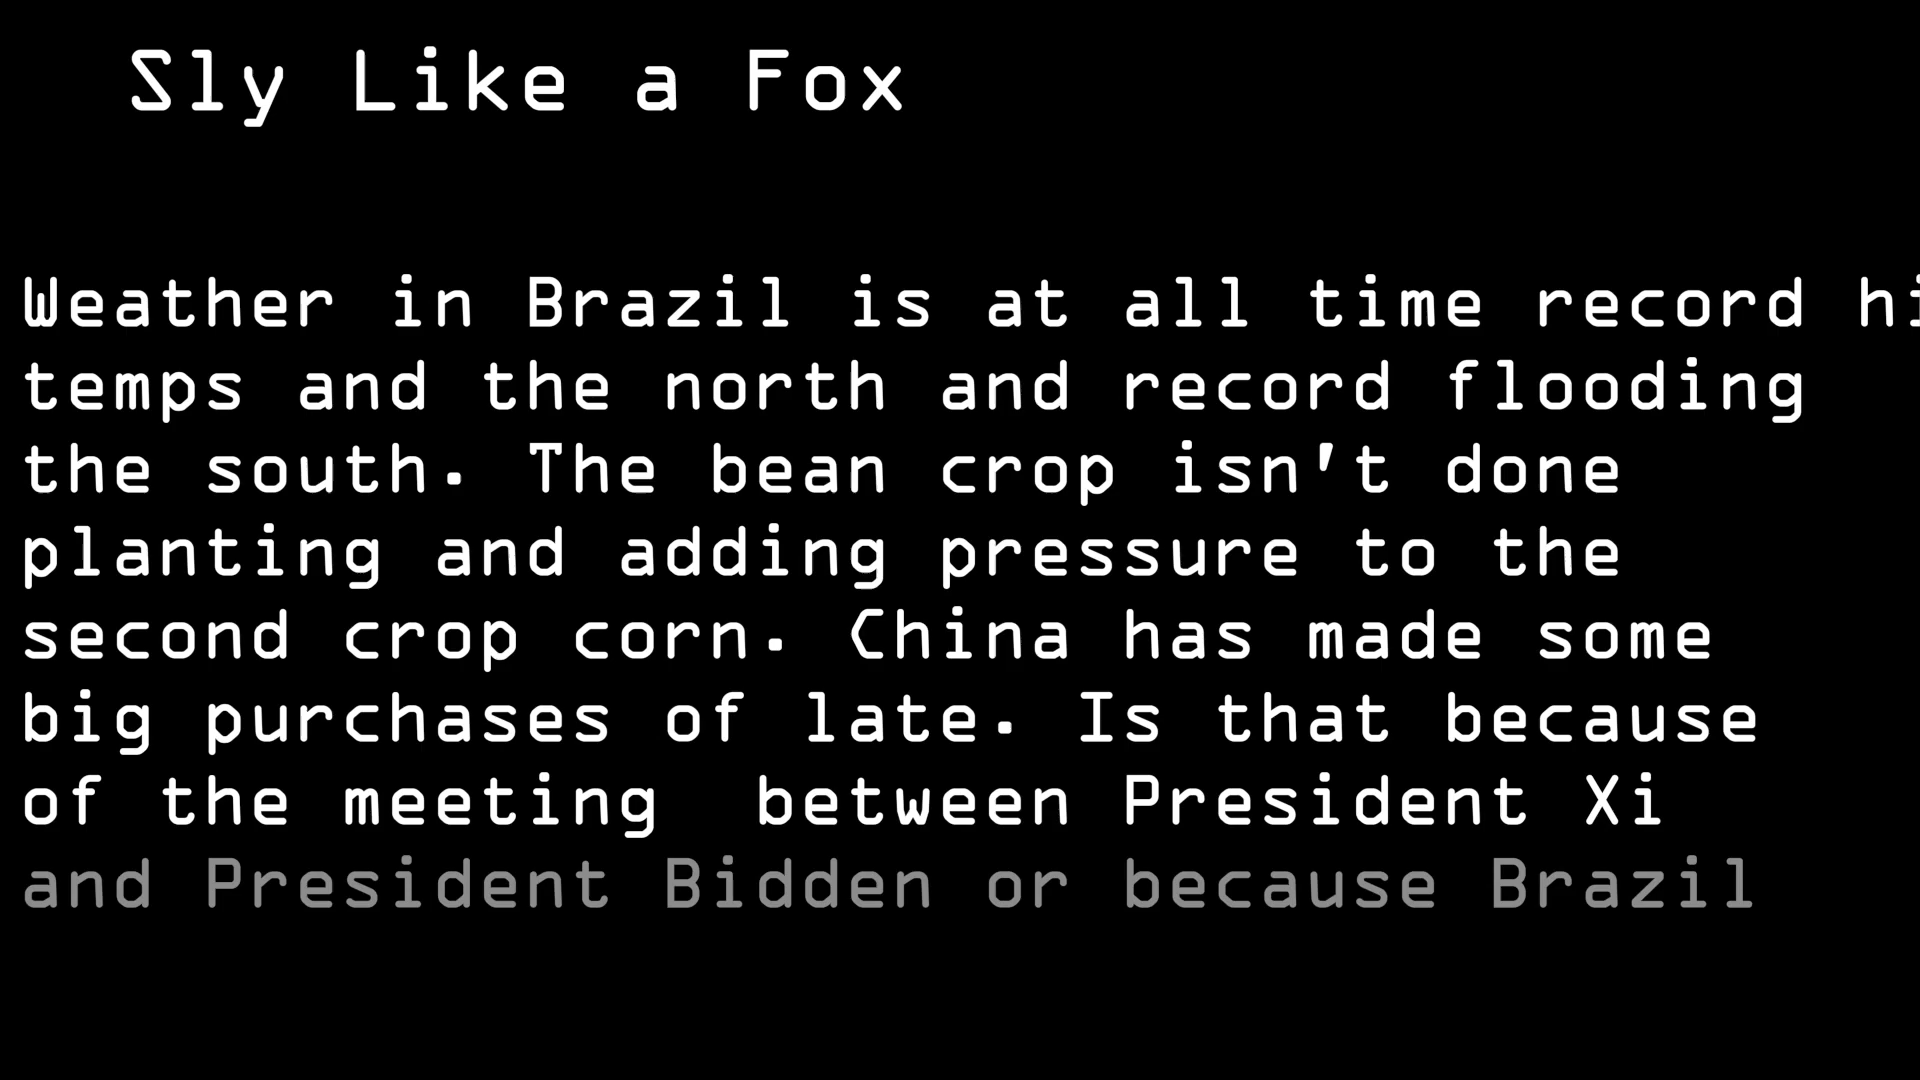 Sly Like a Fox
Weather in Brazil is at all time record hi
temps and the north and record flooding
the south. The bean crop isn't done
planting and adding pressure to the
second crop corn. China has made some
big purchases of late. Is that because
of the meeting  between President Xi
and President Bidden or because Brazil